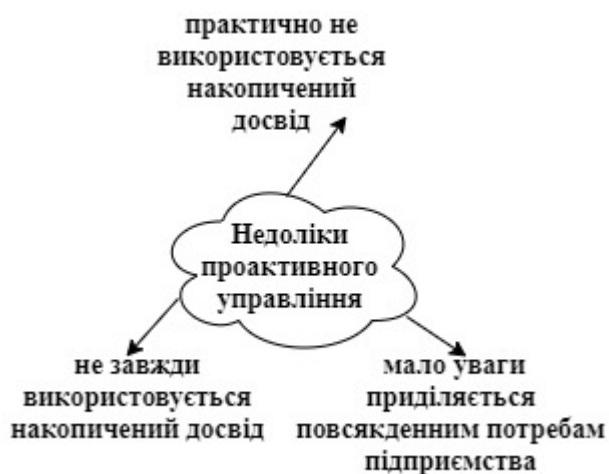 практично не
використовується
накопичений
досвід
Недоліки
проактивного
управління
не завжди
використовується
накопичений досвід
мало уваги
приділяється
повсякденним потребам
підприємства